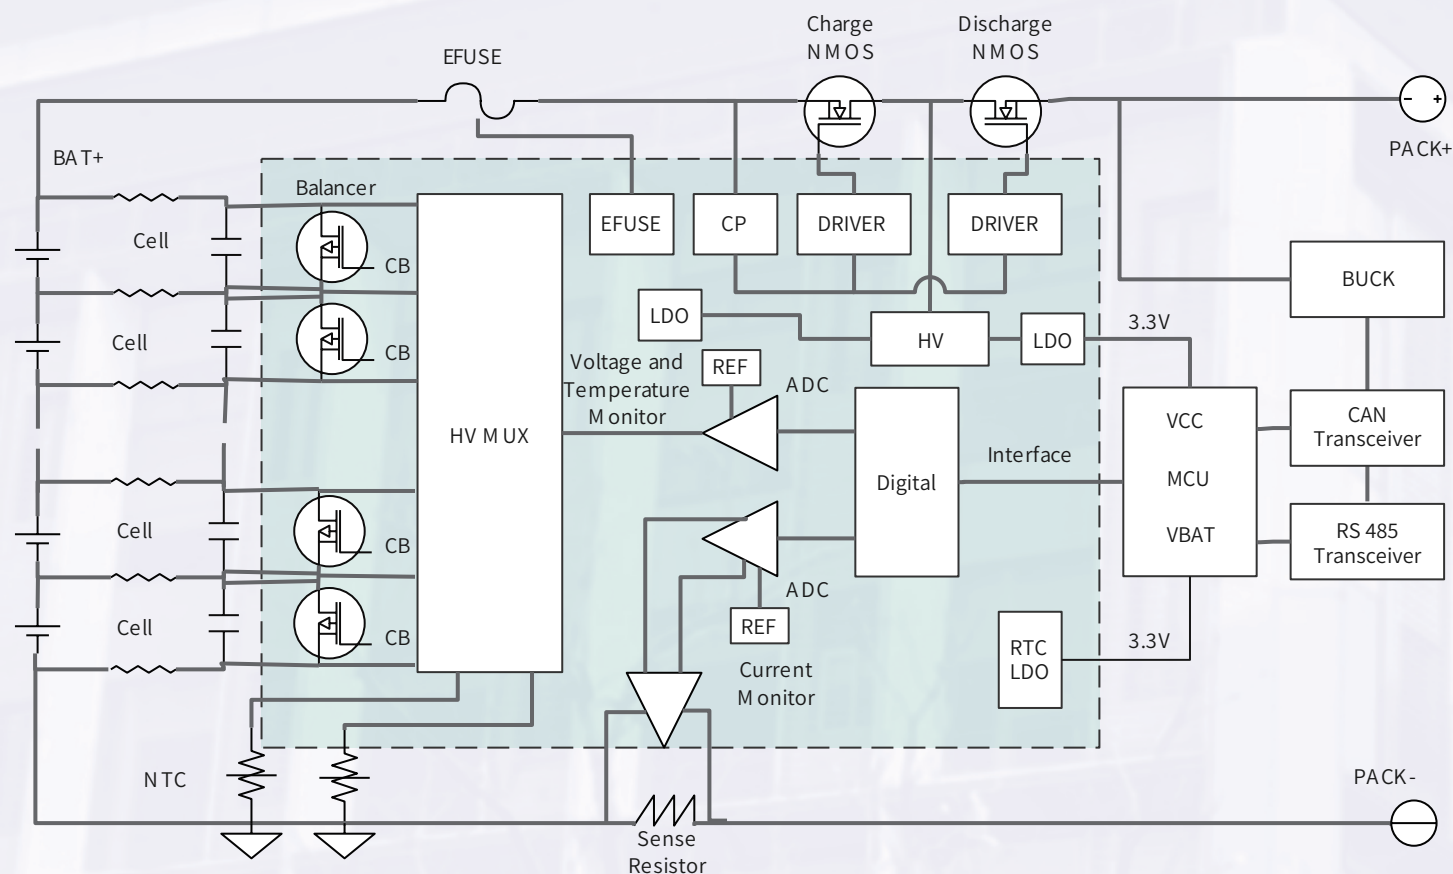 Charge
NMOS
Discharge
NMOS
EFUSE
- +
PACK+
BAT+
Balancer
EFUSE
CP
DRIVER
DRIVER
Cell
CB
BUCK
LDO
HV
LDO
3.3V
Cell
CB
Voltage and
Temperature
Monitor
REF
ADC
HV MUX
Digital
Interface
VCC
MCU
VBAT
CAN
Transceiver
RS 485
Transceiver
Cell
CB
ADC
REF
Cell
CB
Current
Monitor
RTC
LDO
3.3V
NTC
PACK-
Sense
Resistor